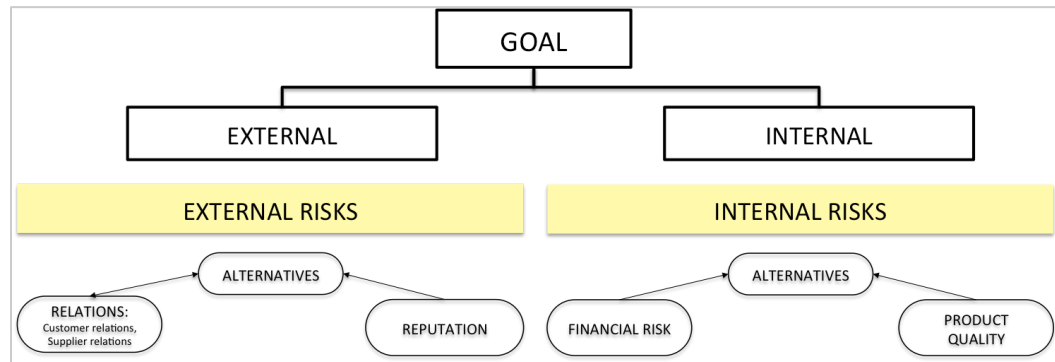 GOAL
EXTERNAL
INTERNAL
EXTERNAL RISKS
INTERNAL RISKS
ALTERNATIVES
RELATIONS:
Customer relations,
Supplier relations
REPUTATION
ALTERNATIVES
FINANCIAL RISK
PRODUCT
QUALITY